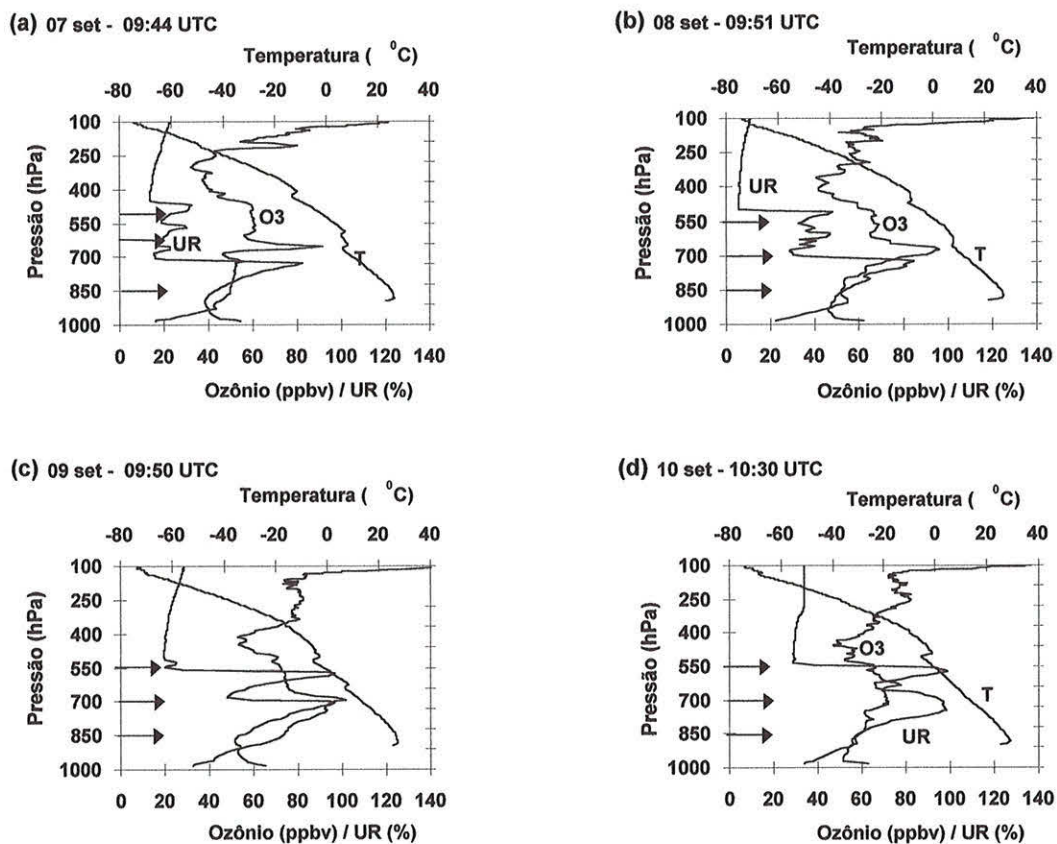 (a) 07 set - 09:44 UTC
Temperatura ( ⁰C)
-80 -60 -40 -20 0 20 40
Pressão (hPa)
100
250
400
550
700
850
1000
O3
UR
T
0 20 40 60 80 100 120 140
Ozônio (ppbv) / UR (%)
(b) 08 set - 09:51 UTC
Temperatura ( ⁰C)
-80 -60 -40 -20 0 20 40
Pressão (hPa)
100
250
400
550
700
850
1000
UR
O3
T
0 20 40 60 80 100 120 140
Ozônio (ppbv) / UR (%)
(c) 09 set - 09:50 UTC
Temperatura ( ⁰C)
-80 -60 -40 -20 0 20 40
Pressão (hPa)
100
250
400
550
700
850
1000
0 20 40 60 80 100 120 140
Ozônio (ppbv) / UR (%)
(d) 10 set - 10:30 UTC
Temperatura ( ⁰C)
-80 -60 -40 -20 0 20 40
Pressão (hPa)
100
250
400
550
700
850
1000
O3
T
UR
0 20 40 60 80 100 120 140
Ozônio (ppbv) / UR (%)